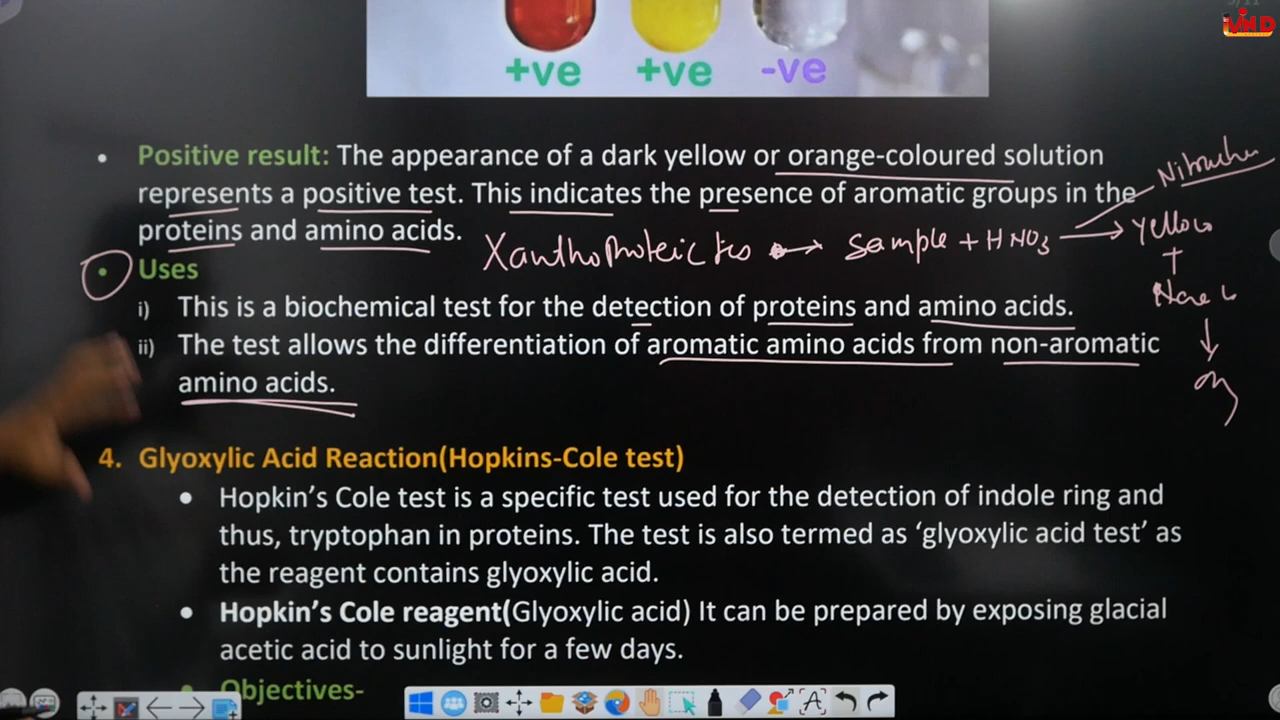 +ve +ve -ve
• Positive result: The appearance of a dark yellow or orange-coloured solution
represents a positive test. This indicates the presence of aromatic groups in the
proteins and amino acids.
Xanthoproteic → Sample + HNO3 → Yellow
+
• Uses
i) This is a biochemical test for the detection of proteins and amino acids.
ii) The test allows the differentiation of aromatic amino acids from non-aromatic
amino acids.
4. Glyoxylic Acid Reaction(Hopkins-Cole test)
• Hopkin’s Cole test is a specific test used for the detection of indole ring and
thus, tryptophan in proteins. The test is also termed as ‘glyoxylic acid test’ as
the reagent contains glyoxylic acid.
• Hopkin’s Cole reagent(Glyoxylic acid) It can be prepared by exposing glacial
acetic acid to sunlight for a few days.
• Objectives-